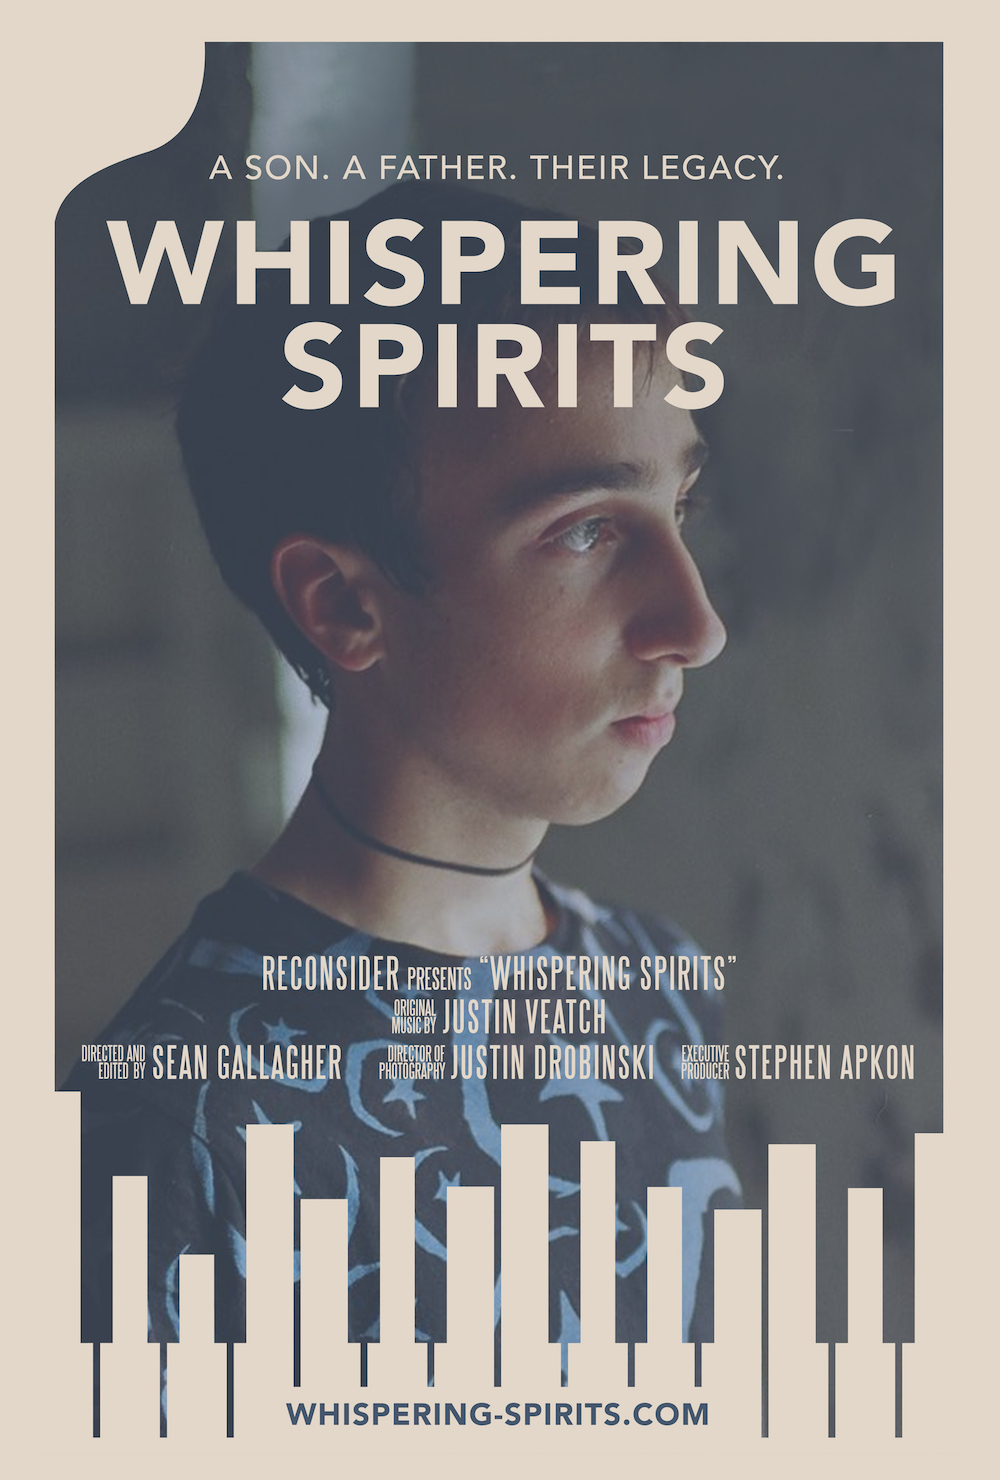 A SON. A FATHER. THEIR LEGACY.
WHISPERING
SPIRITS
RECONSIDER PRESENTS “WHISPERING SPIRITS”
ORIGINAL MUSIC BY JUSTIN VEATCH
DIRECTED AND EDITED BY SEAN GALLAGHER DIRECTOR OF PHOTOGRAPHY JUSTIN DROBINSKI EXECUTIVE PRODUCER STEPHEN APKON
WHISPERING-SPIRITS.COM